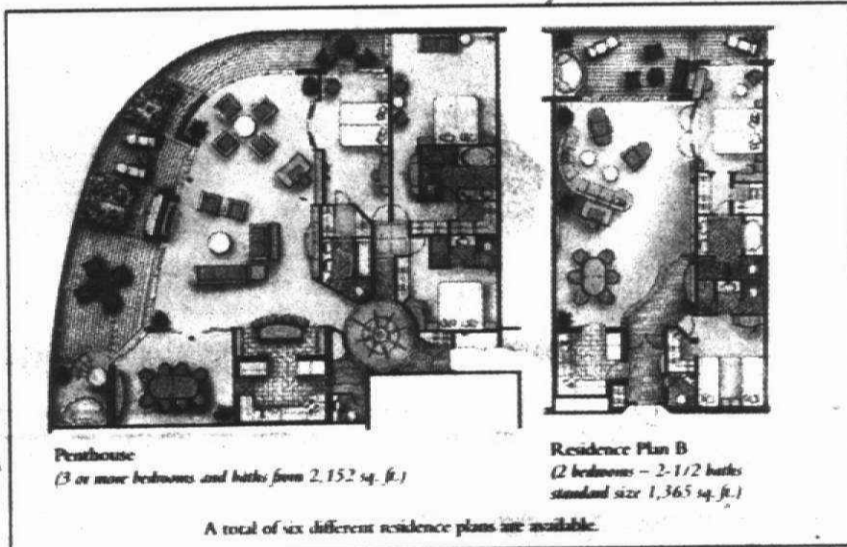 Penthouse
(3 or more bedrooms and baths from 2,152 sq. ft.)
Residence Plan B
(2 bedrooms – 2-1/2 baths
standard size 1,365 sq. ft.)
A total of six different residence plans are available.